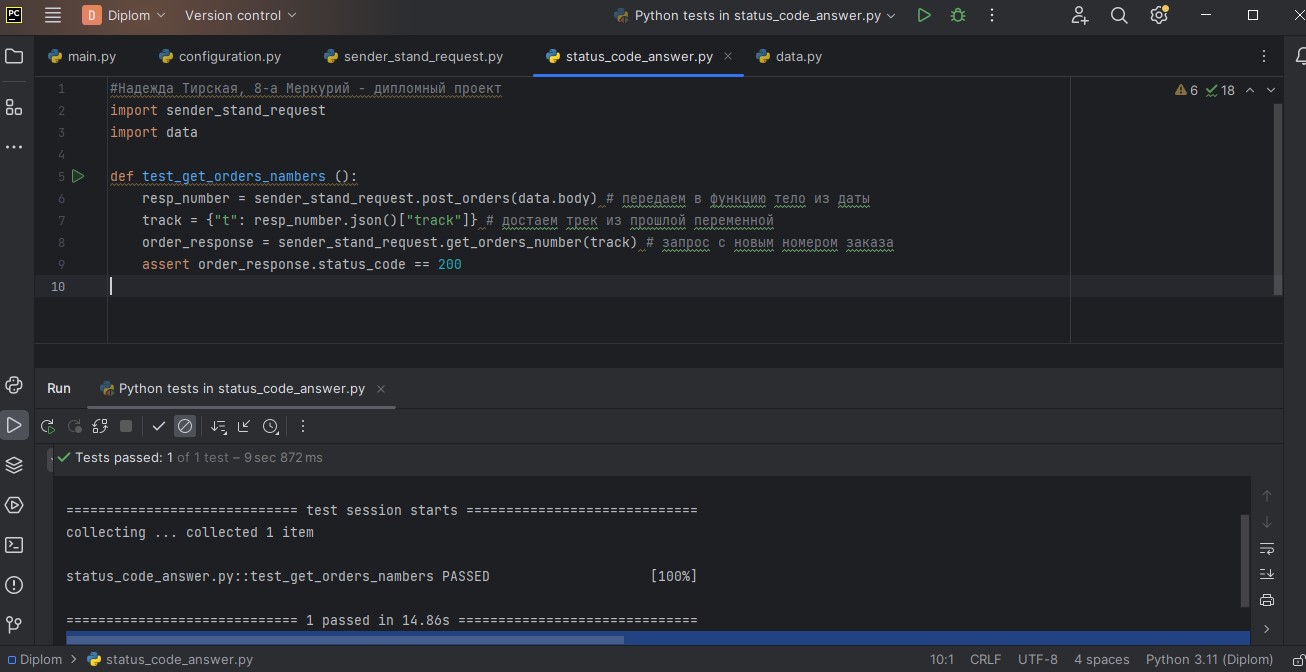 PC D Diplom Version control Python tests in status_code_answer.py
main.py configuration.py sender_stand_request.py status_code_answer.py data.py
1 #Надежда Тирская, 8-а Меркурий - дипломный проект
6 18
2 import sender_stand_request
3 import data
4
5 def test_get_orders_nambers ():
6 resp_number = sender_stand_request.post_orders(data.body) # передаем в функцию тело из даты
7 track = {"t": resp_number.json()["track"]} # достаем трек из прошлой переменной
8 order_response = sender_stand_request.get_orders_number(track) # запрос с новым номером заказа
9 assert order_response.status_code == 200
10
Run Python tests in status_code_answer.py
Tests passed: 1 of 1 test – 9 sec 872 ms
============================= test session starts =============================
collecting ... collected 1 item
status_code_answer.py::test_get_orders_nambers PASSED [100%]
============================= 1 passed in 14.86s ==============================
Diplom > status_code_answer.py 10:1 CRLF UTF-8 4 spaces Python 3.11 (Diplom)